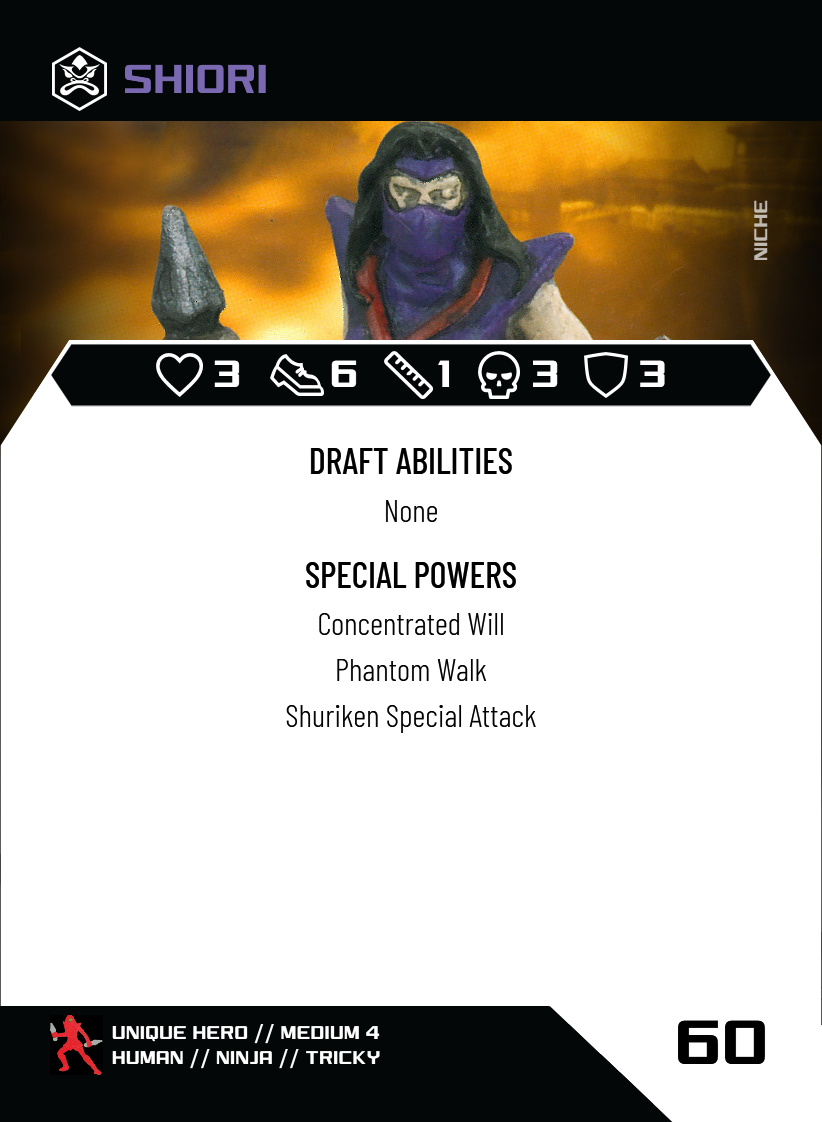 SHIORI
NICHE
3 6 1 3 3
DRAFT ABILITIES
None
SPECIAL POWERS
Concentrated Will
Phantom Walk
Shuriken Special Attack
UNIQUE HERO // MEDIUM 4
HUMAN // NINJA // TRICKY
60